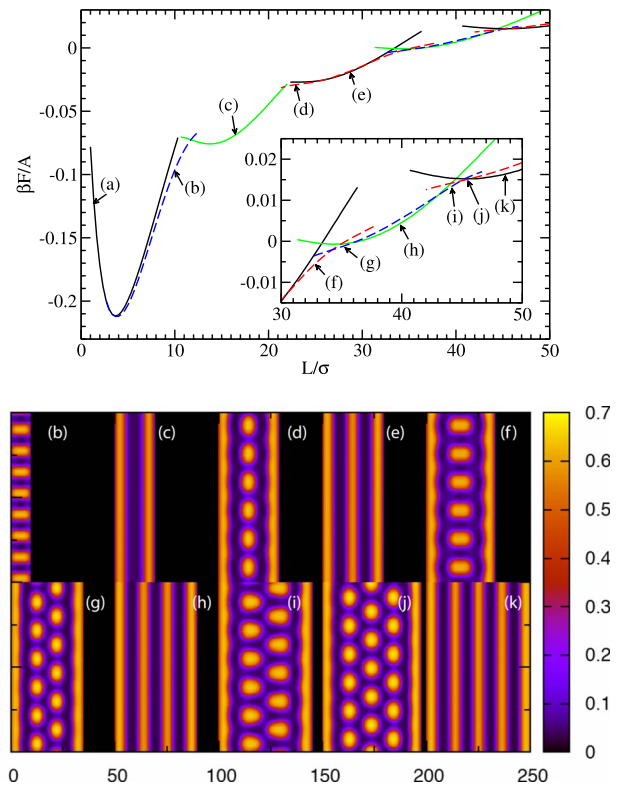 βF/A
0
-0.05
-0.1
-0.15
-0.2
(a)
(b)
(c)
(d)
(e)
0.02
0.01
0
-0.01
(f)
(g)
(h)
(i)
(j)
(k)
30 40 50
0 10 20 30 40 50
L/σ
(b) (c) (d) (e) (f)
(g) (h) (i) (j) (k)
0.7
0.6
0.5
0.4
0.3
0.2
0.1
0
0 50 100 150 200 250